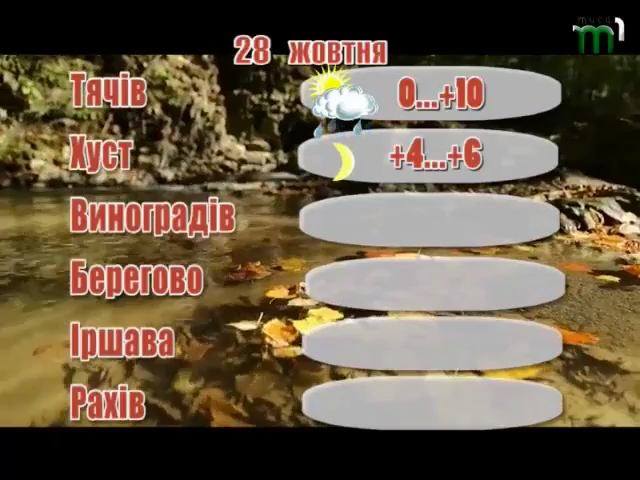 28 жовтня
Тячів 0...+10
Хуст +4...+6
Виноградів
Берегово
Іршава
Рахів